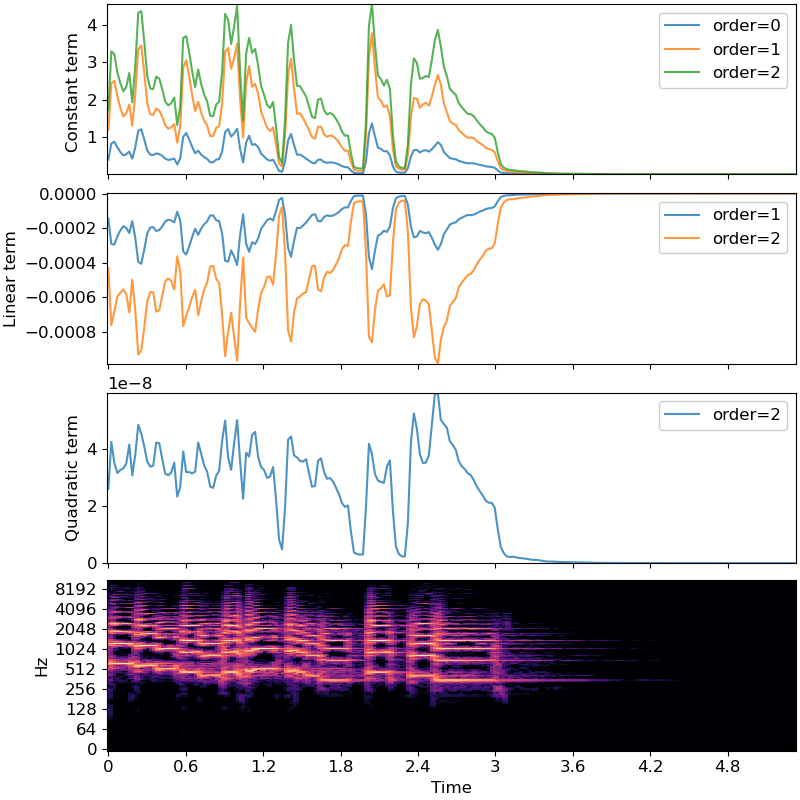 4
3
2
1
Constant term
order=0
order=1
order=2
0.0000
−0.0002
−0.0004
−0.0006
−0.0008
Linear term
order=1
order=2
1e−8
4
2
0
Quadratic term
order=2
8192
4096
2048
1024
512
256
128
64
0
Hz
0 0.6 1.2 1.8 2.4 3 3.6 4.2 4.8
Time